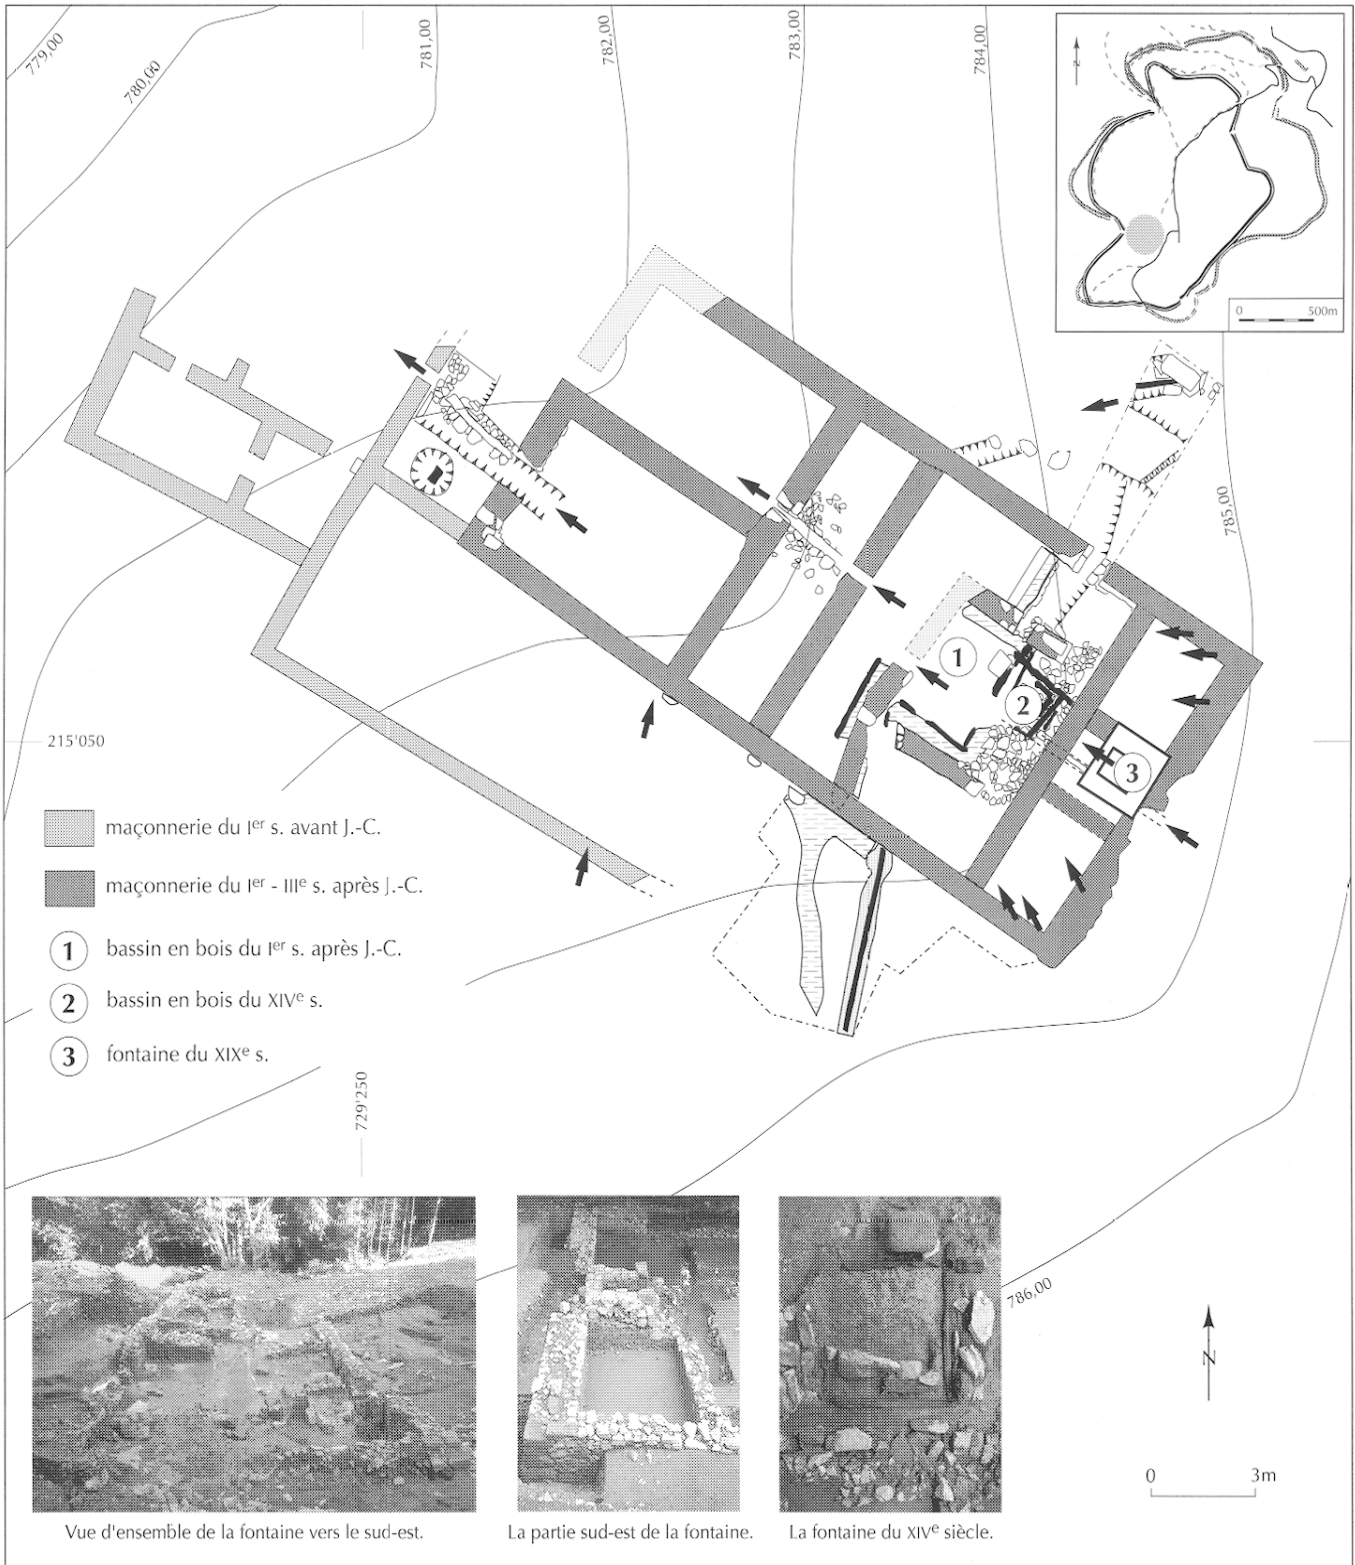 779,00
780,00
781,00
782,00
783,00
784,00
N
0 500m
785,00
1
2
3
215'050
maçonnerie du Ier s. avant J.-C.
maçonnerie du Ier - IIIe s. après J.-C.
1 bassin en bois du Ier s. après J.-C.
2 bassin en bois du XIVe s.
3 fontaine du XIXe s.
729'250
786,00
N
0 3m
Vue d'ensemble de la fontaine vers le sud-est.
La partie sud-est de la fontaine.
La fontaine du XIVe siècle.